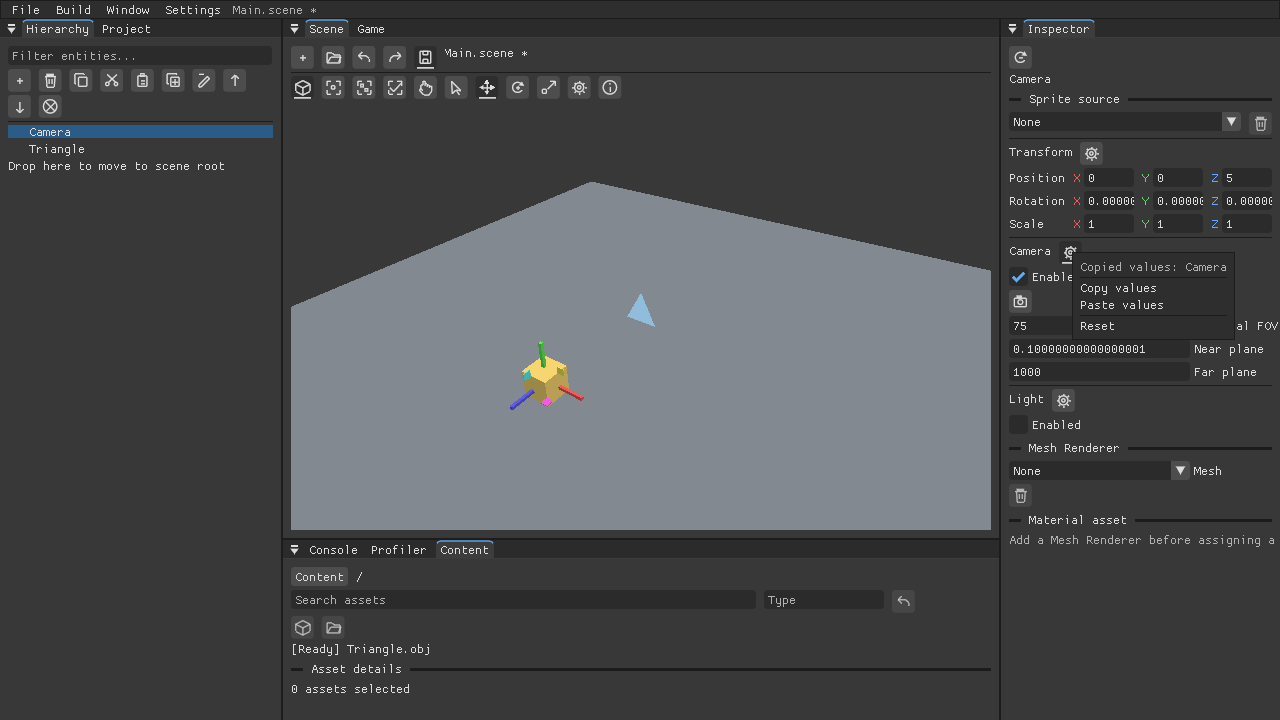 File Build Window Settings Main.scene *
Hierarchy Project
Filter entities...
Camera
Triangle
Drop here to move to scene root
Scene Game
Main.scene *
Console Profiler Content
Content /
Search assets
Type
[Ready] Triangle.obj
Asset details
0 assets selected
Inspector
Camera
Sprite source
None
Transform
Position X 0 Y 0 Z 5
Rotation X 0.0000 Y 0.0000 Z 0.0000
Scale X 1 Y 1 Z 1
Camera
Copied values: Camera
Copy values
Paste values
Reset
Enable
75 al FOV
0.10000000000000001 Near plane
1000 Far plane
Light
Enabled
Mesh Renderer
None Mesh
Material asset
Add a Mesh Renderer before assigning a